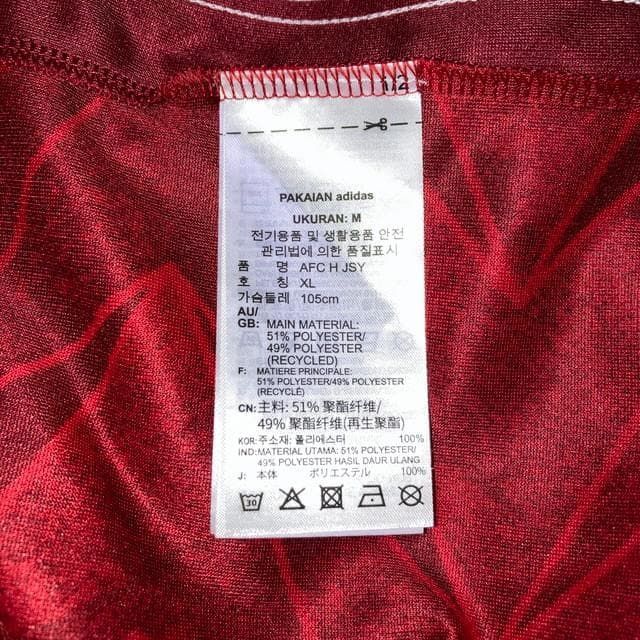 1/2
PAKAIAN adidas
UKURAN: M
전기용품 및 생활용품 안전
관리법에 의한 품질표시
품 명 AFC H JSY
호 칭 XL
가슴둘레 105cm
AU/
GB: MAIN MATERIAL:
51% POLYESTER/
49% POLYESTER
(RECYCLED)
F: MATIERE PRINCIPALE:
51% POLYESTER/49% POLYESTER
(RECYCLÉ)
CN: 主料: 51% 聚酯纤维/
49% 聚酯纤维(再生聚酯)
KOR: 주소재: 폴리에스터 100%
IND: MATERIAL UTAMA: 51% POLYESTER/
49% POLYESTER HASIL DAUR ULANG
J: 本体 ポリエステル 100%
30